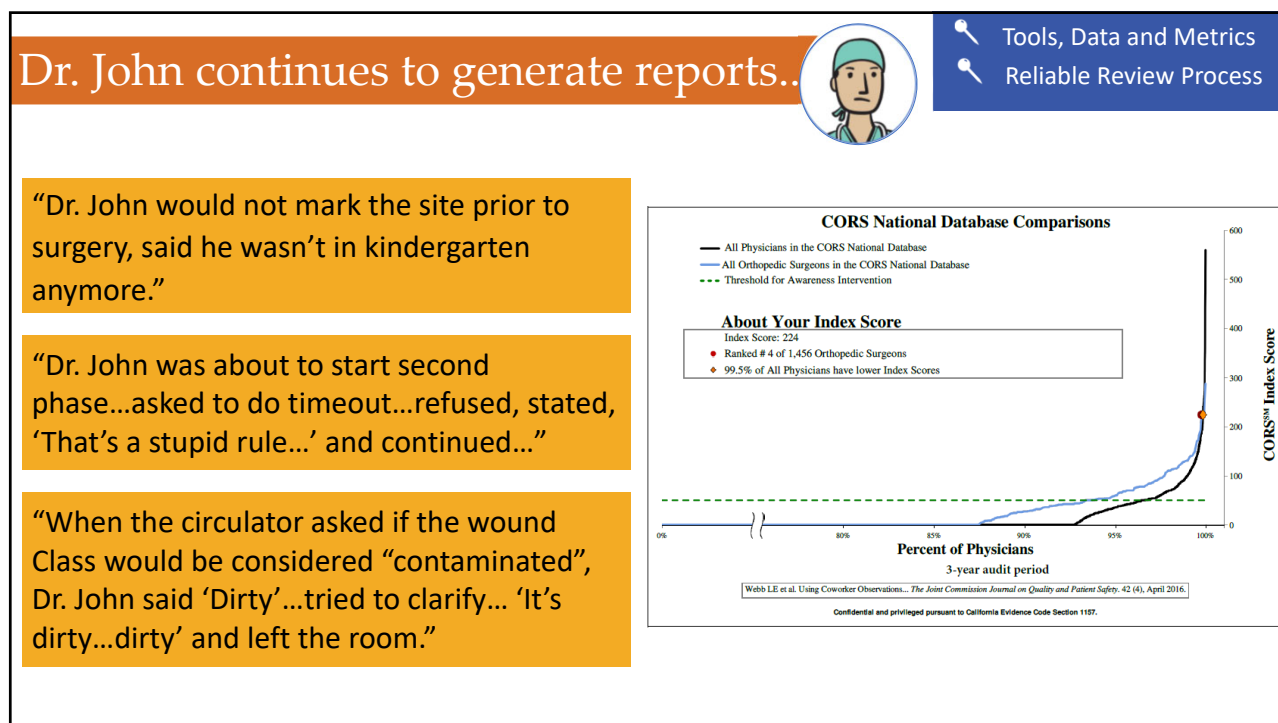 Dr. John continues to generate reports..
Tools, Data and Metrics
Reliable Review Process
“Dr. John would not mark the site prior to
surgery, said he wasn’t in kindergarten
anymore.”
“Dr. John was about to start second
phase…asked to do timeout…refused, stated,
‘That’s a stupid rule…’ and continued…”
“When the circulator asked if the wound
Class would be considered “contaminated”,
Dr. John said ‘Dirty’…tried to clarify… ‘It’s
dirty…dirty’ and left the room.”
CORS National Database Comparisons
All Physicians in the CORS National Database
All Orthopedic Surgeons in the CORS National Database
Threshold for Awareness Intervention
About Your Index Score
Index Score: 224
Ranked # 4 of 1,456 Orthopedic Surgeons
99.5% of All Physicians have lower Index Scores
600
500
400
300
200
100
0
CORS℠ Index Score
0%
80%
85%
90%
95%
100%
Percent of Physicians
3-year audit period
Webb LE et al. Using Coworker Observations... The Joint Commission Journal on Quality and Patient Safety. 42 (4), April 2016.
Confidential and privileged pursuant to California Evidence Code Section 1157.